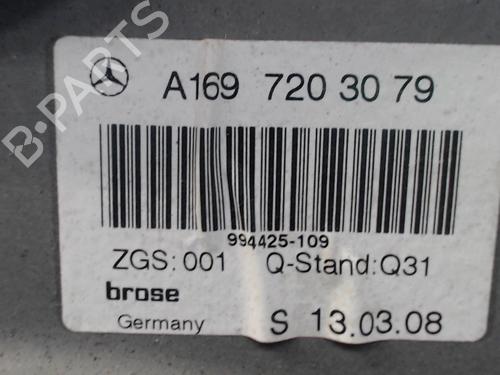 B-PARTS
A169 720 30 79
994425-109
ZGS:001 Q-Stand:Q31
brose
Germany S 13.03.08